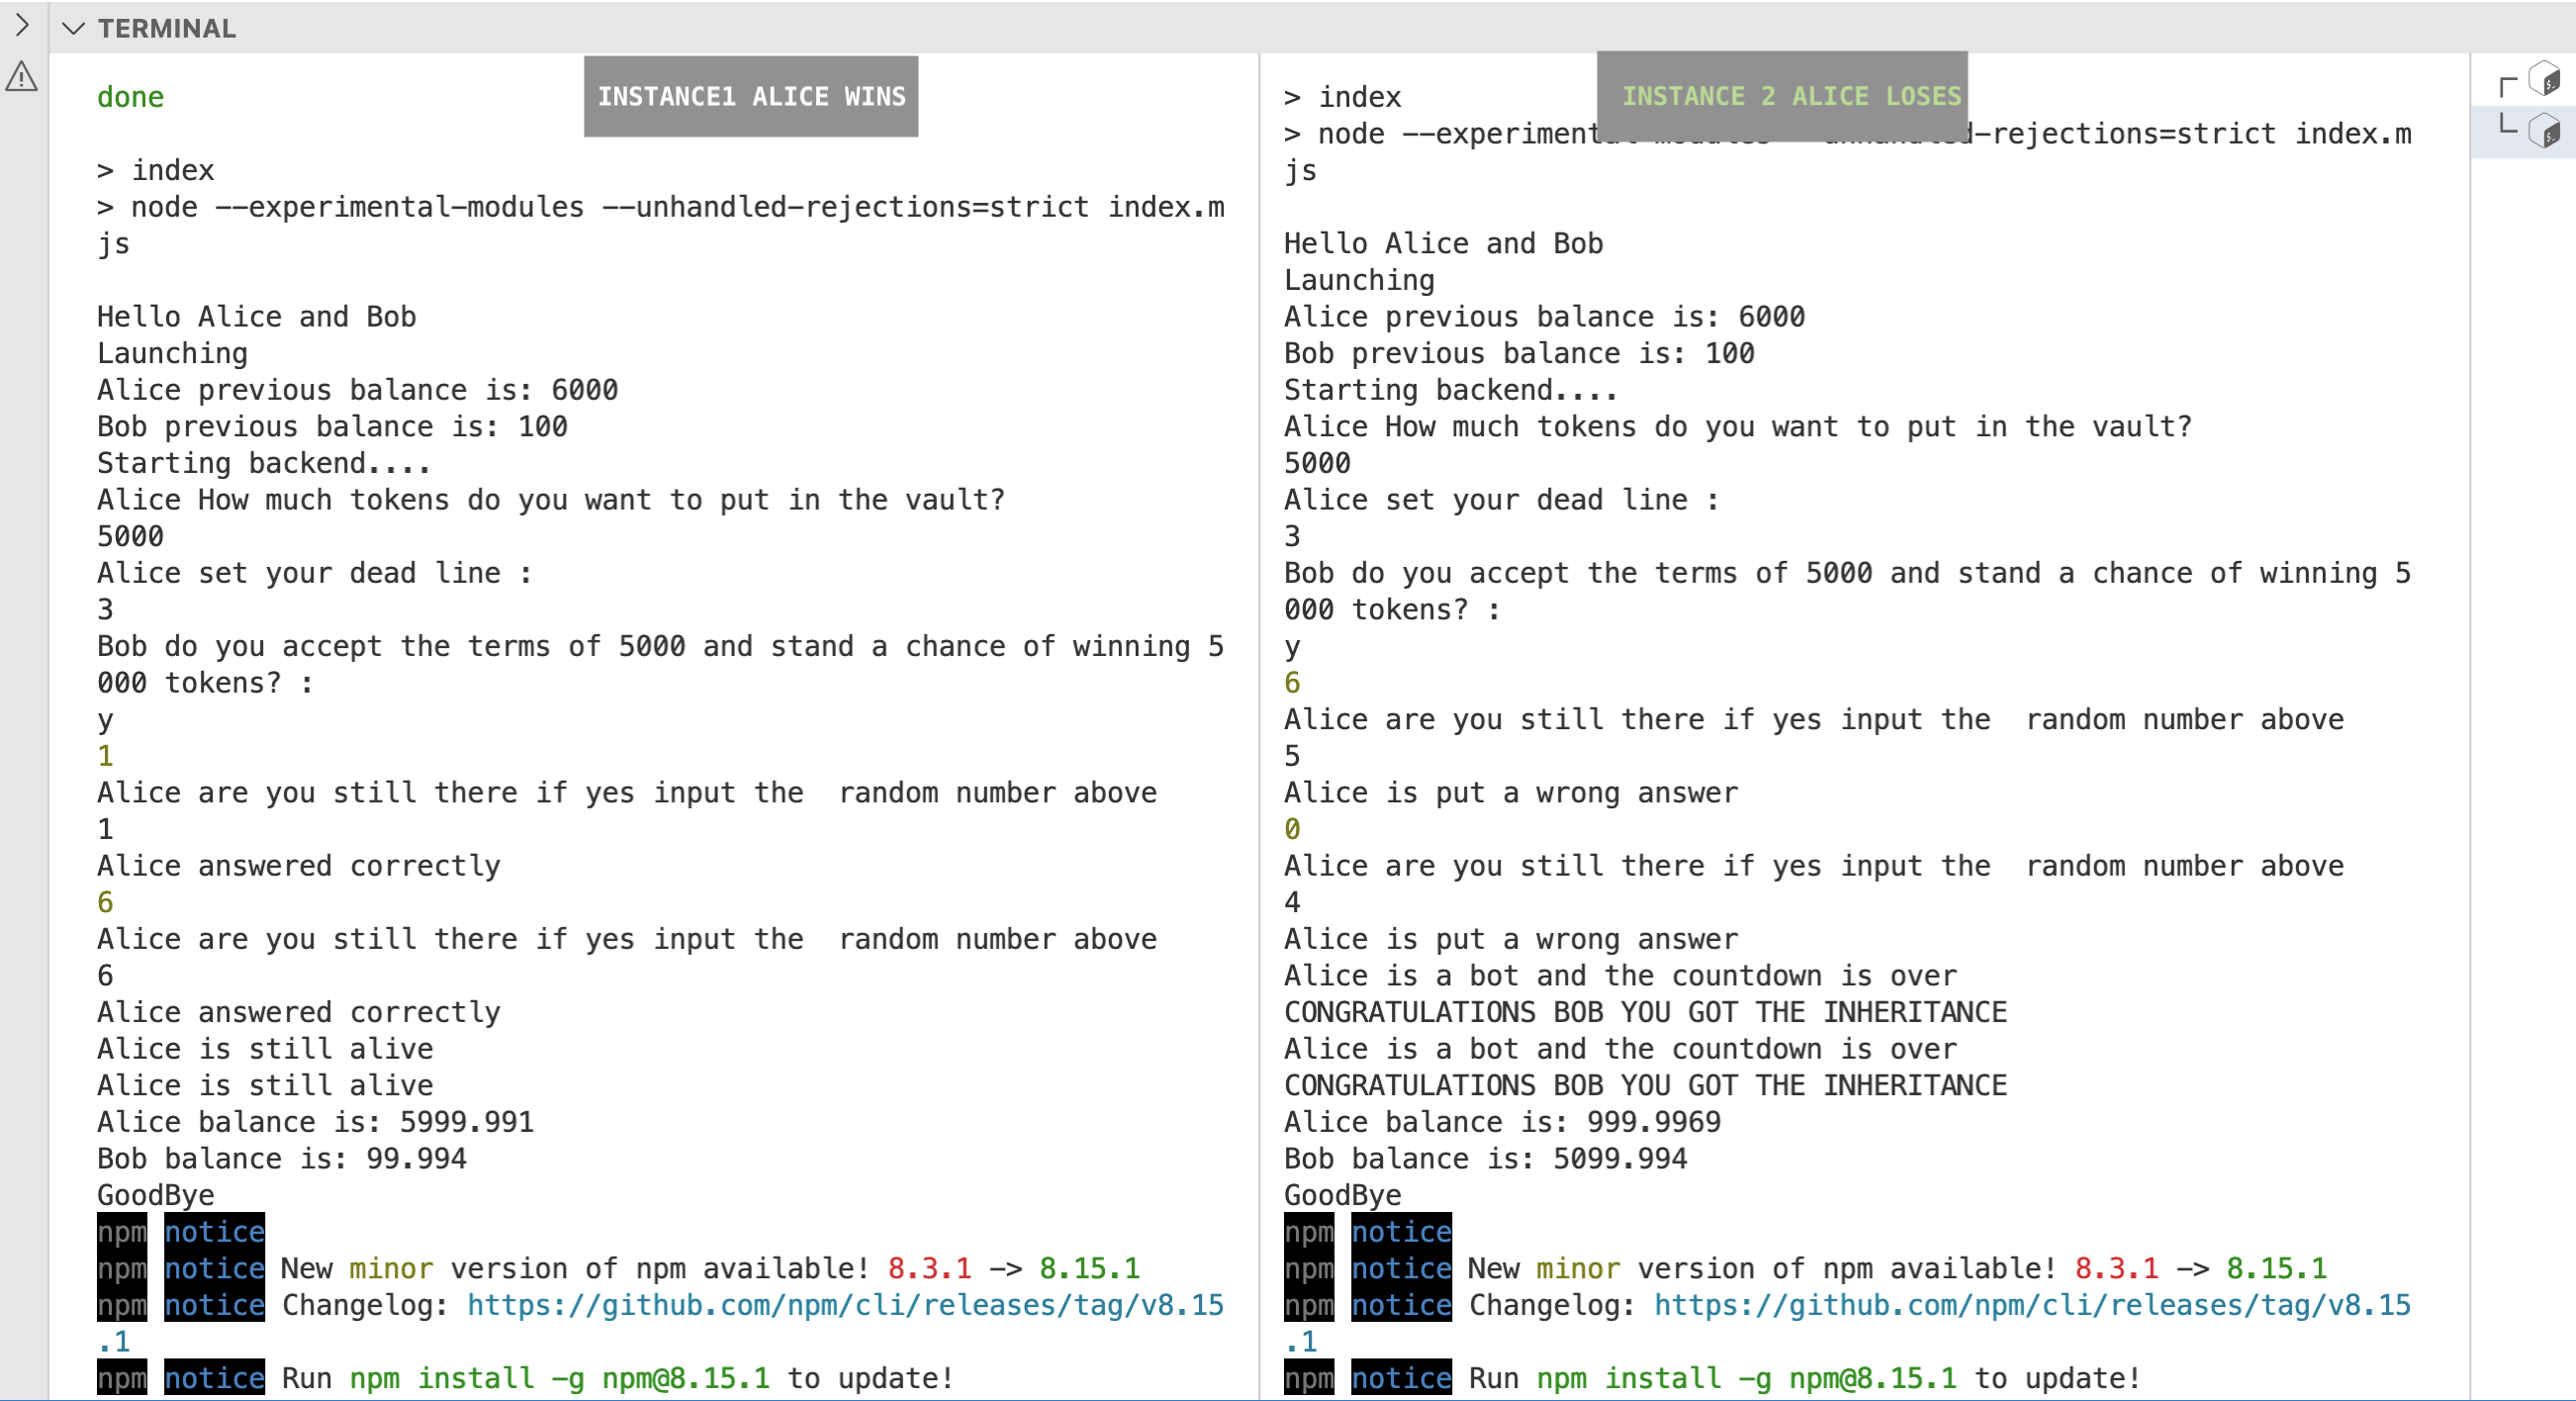 TERMINAL
done
INSTANCE1 ALICE WINS
> index
> node --experimental-modules --unhandled-rejections=strict index.m
js
Hello Alice and Bob
Launching
Alice previous balance is: 6000
Bob previous balance is: 100
Starting backend....
Alice How much tokens do you want to put in the vault?
5000
Alice set your dead line :
3
Bob do you accept the terms of 5000 and stand a chance of winning 5
000 tokens? :
y
1
Alice are you still there if yes input the  random number above
1
Alice answered correctly
6
Alice are you still there if yes input the  random number above
6
Alice answered correctly
Alice is still alive
Alice is still alive
Alice balance is: 5999.991
Bob balance is: 99.994
GoodBye
npm notice
npm notice New minor version of npm available! 8.3.1 -> 8.15.1
npm notice Changelog: https://github.com/npm/cli/releases/tag/v8.15
.1
npm notice Run npm install -g npm@8.15.1 to update!
INSTANCE 2 ALICE LOSES
> index
> node --experimental-modules --unhandled-rejections=strict index.m
js
Hello Alice and Bob
Launching
Alice previous balance is: 6000
Bob previous balance is: 100
Starting backend....
Alice How much tokens do you want to put in the vault?
5000
Alice set your dead line :
3
Bob do you accept the terms of 5000 and stand a chance of winning 5
000 tokens? :
y
6
Alice are you still there if yes input the  random number above
5
Alice is put a wrong answer
0
Alice are you still there if yes input the  random number above
4
Alice is put a wrong answer
Alice is a bot and the countdown is over
CONGRATULATIONS BOB YOU GOT THE INHERITANCE
Alice is a bot and the countdown is over
CONGRATULATIONS BOB YOU GOT THE INHERITANCE
Alice balance is: 999.9969
Bob balance is: 5099.994
GoodBye
npm notice
npm notice New minor version of npm available! 8.3.1 -> 8.15.1
npm notice Changelog: https://github.com/npm/cli/releases/tag/v8.15
.1
npm notice Run npm install -g npm@8.15.1 to update!